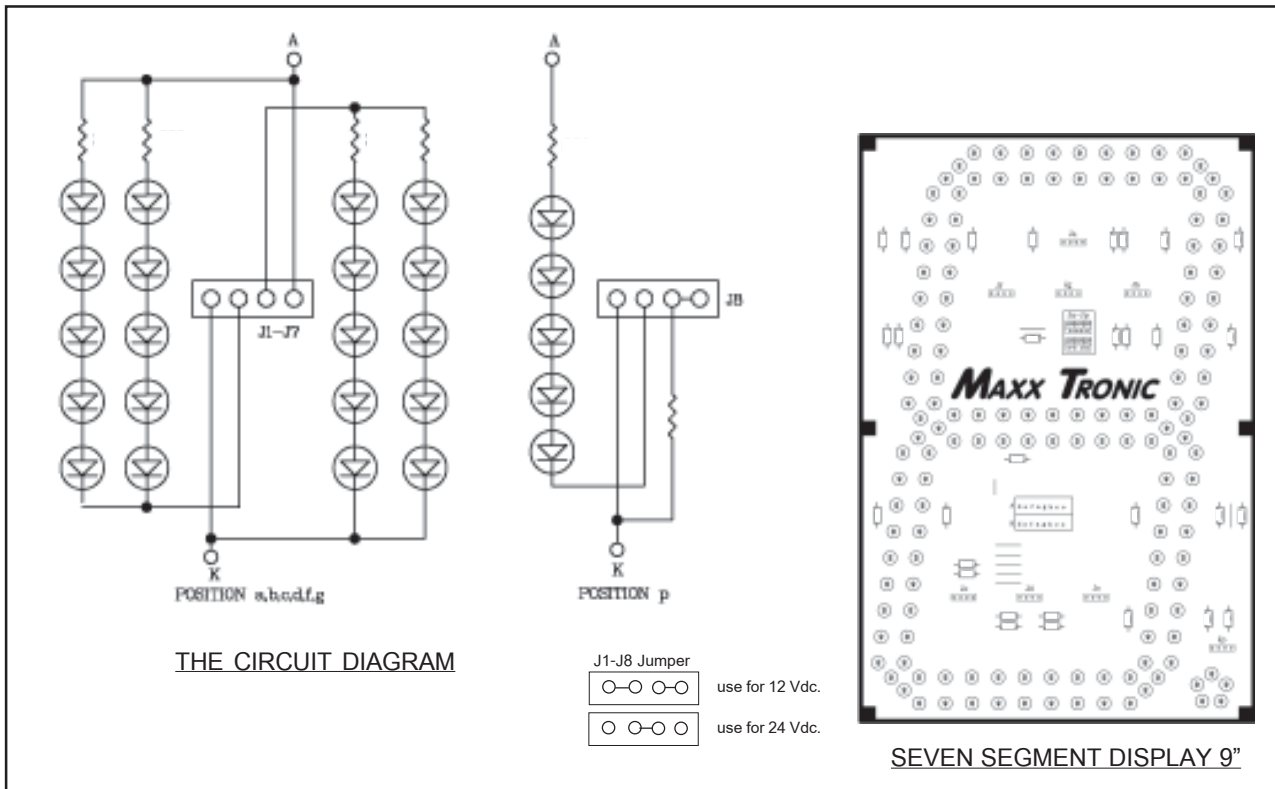 A
J1-J7
K
POSITION a,b,c,d,f,g
A
J8
K
POSITION p
THE CIRCUIT DIAGRAM
J1-J8 Jumper
use for 12 Vdc.
use for 24 Vdc.
MAXX TRONIC
SEVEN SEGMENT DISPLAY 9”